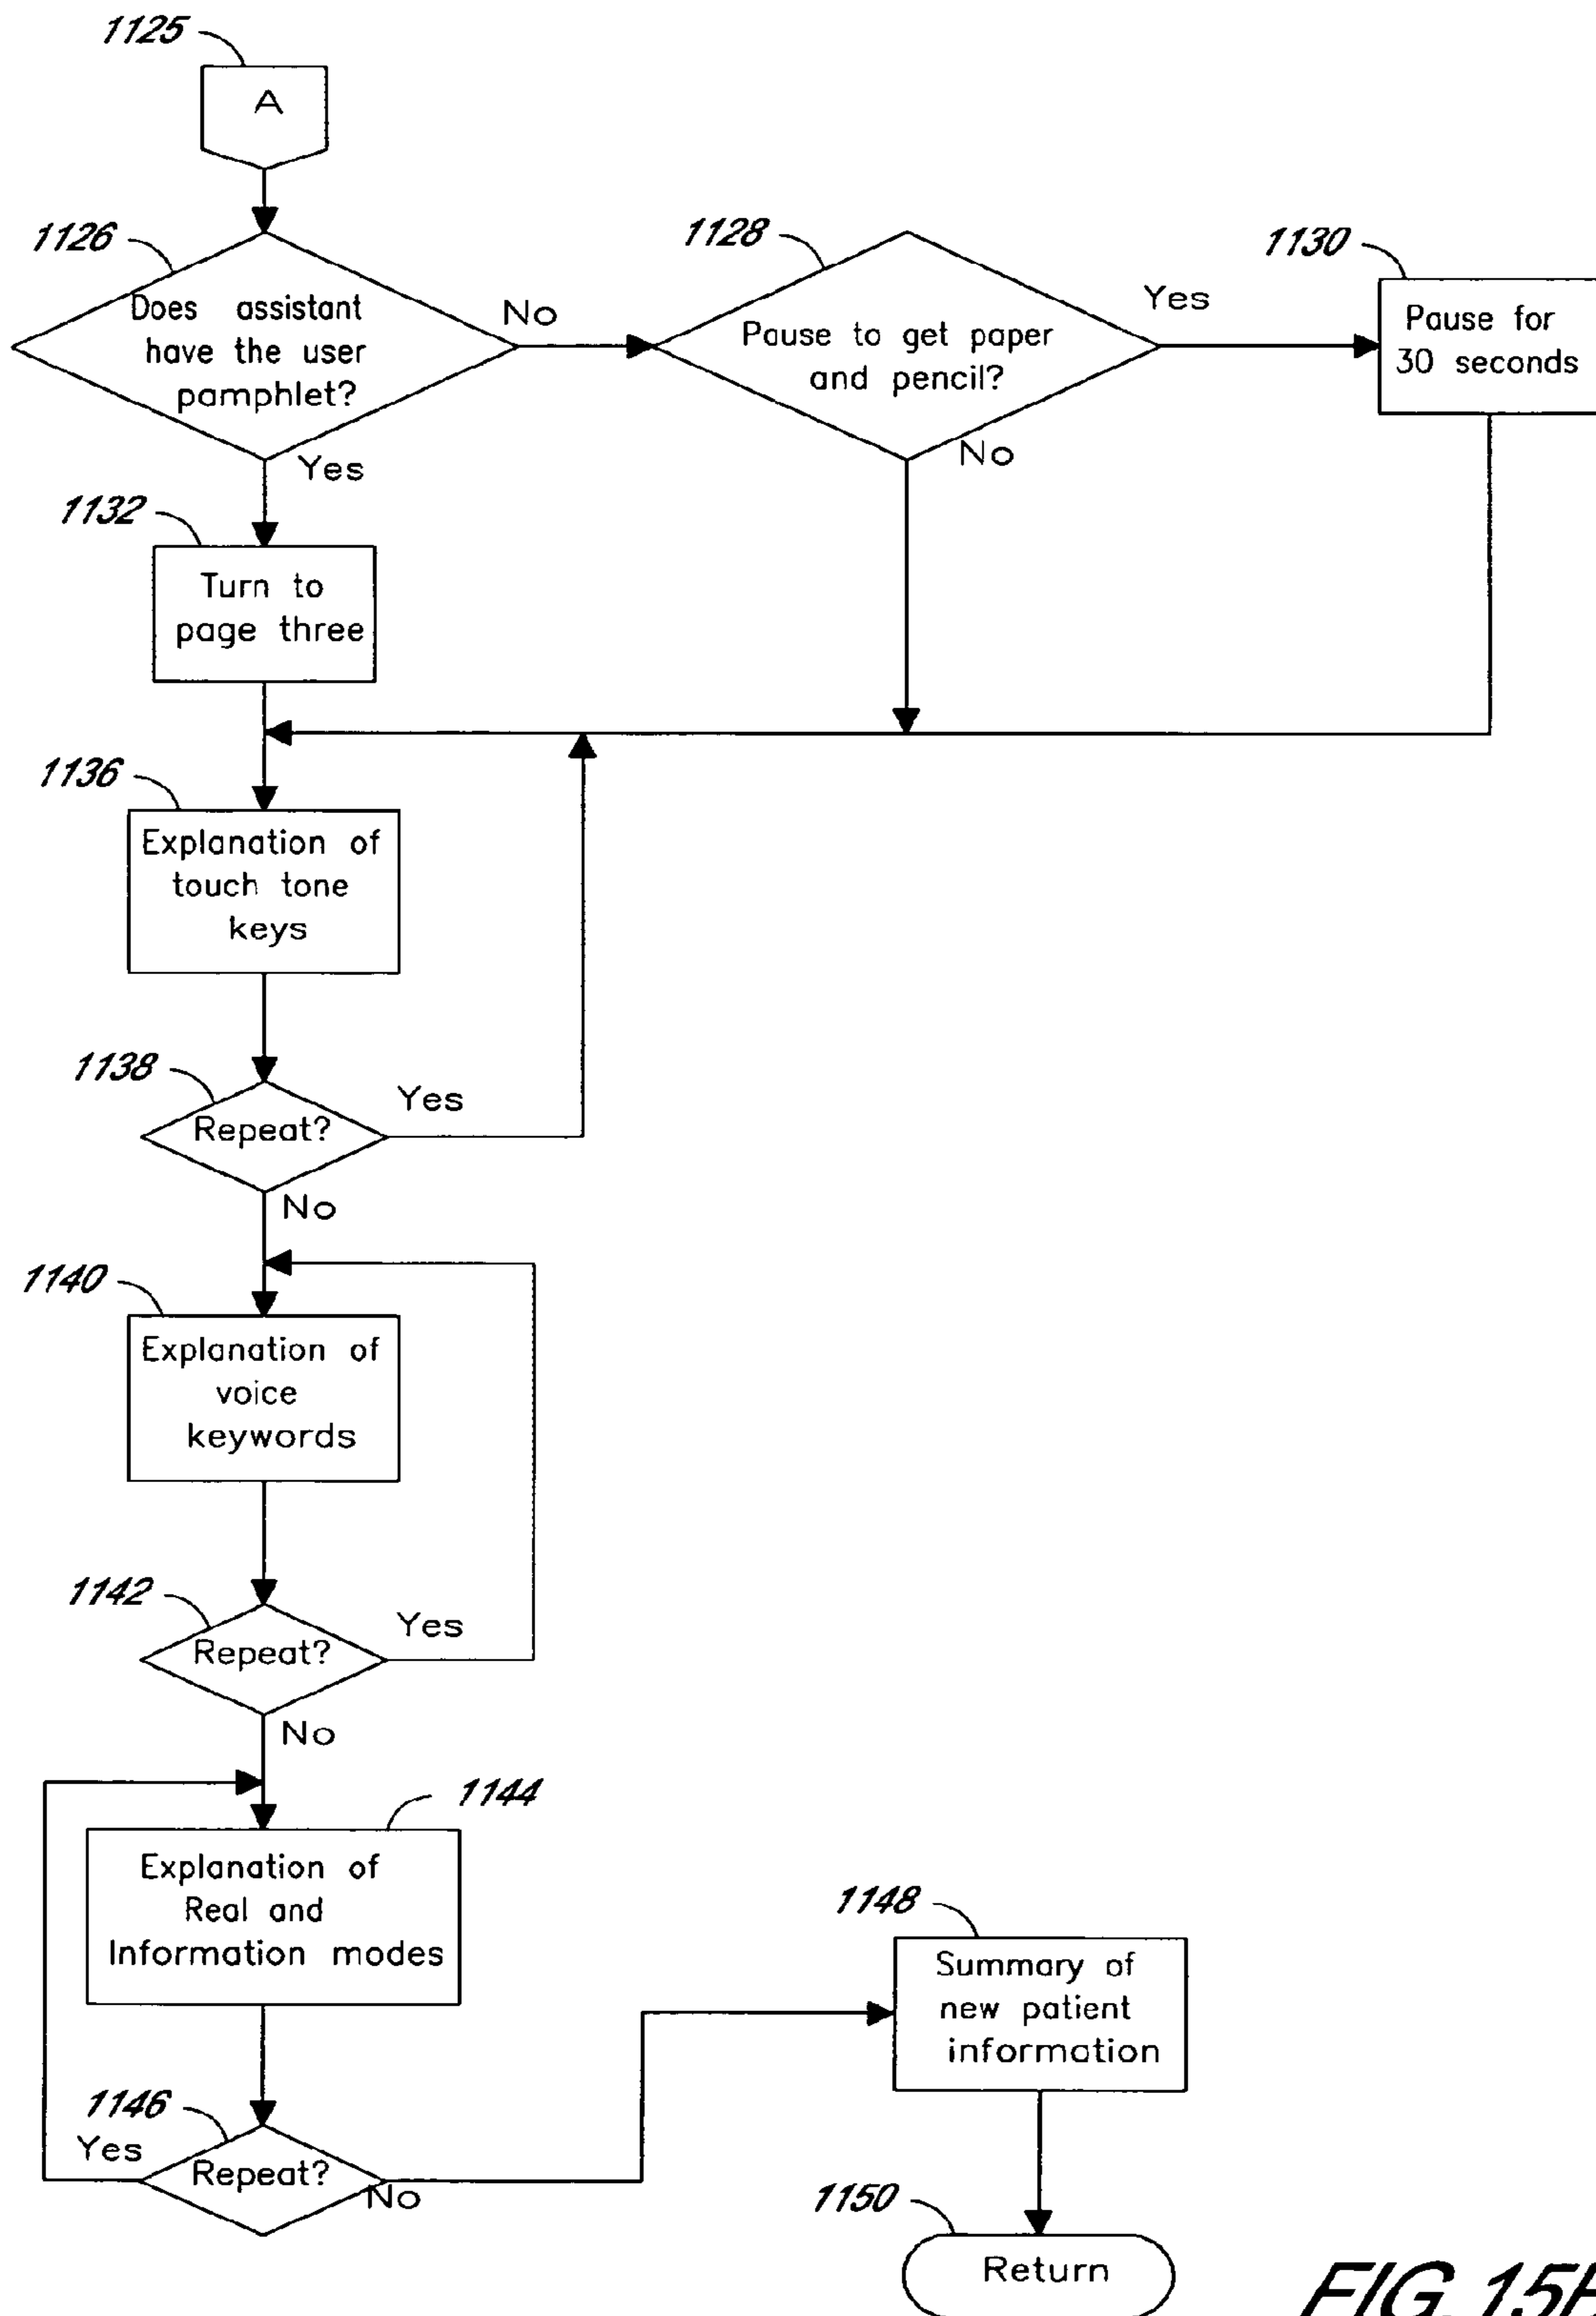 1125
A
1126
Does assistant
have the user
pamphlet?
No
Yes
1128
Pause to get paper
and pencil?
Yes
No
1130
Pause for
30 seconds
1132
Turn to
page three
1136
Explanation of
touch tone
keys
1138
Repeat?
Yes
No
1140
Explanation of
voice
keywords
1142
Repeat?
Yes
No
1144
Explanation of
Real and
Information modes
1146
Repeat?
Yes
No
1148
Summary of
new patient
information
1150
Return
FIG. 15B